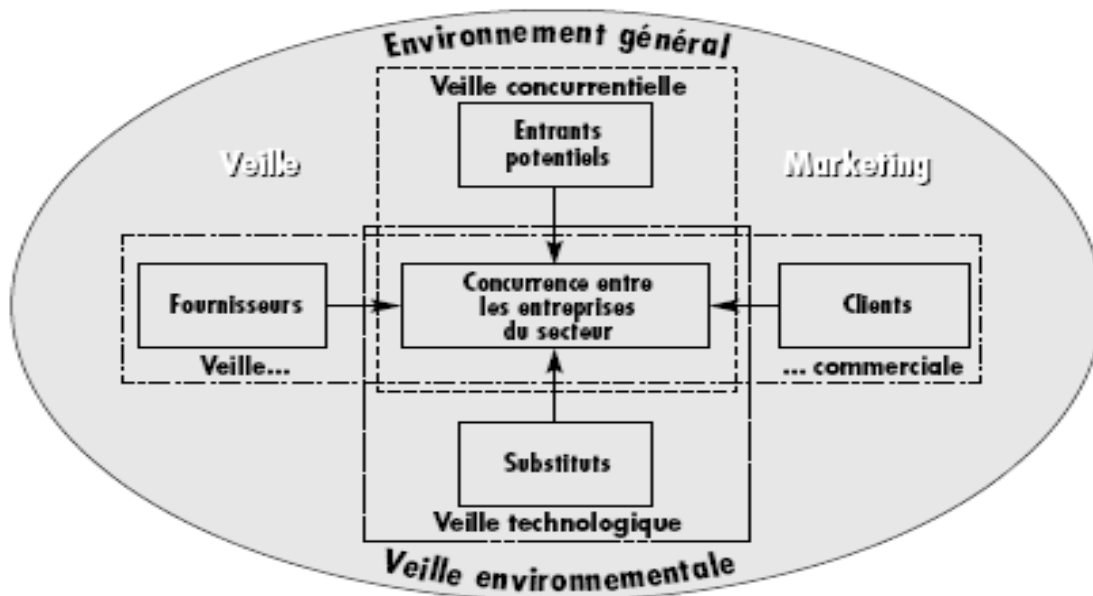 Environnement général
Veille concurrentielle
Entrants
potentiels
Veille
Marketing
Fournisseurs
Concurrence entre
les entreprises
du secteur
Clients
Veille...
... commerciale
Substituts
Veille technologique
Veille environnementale